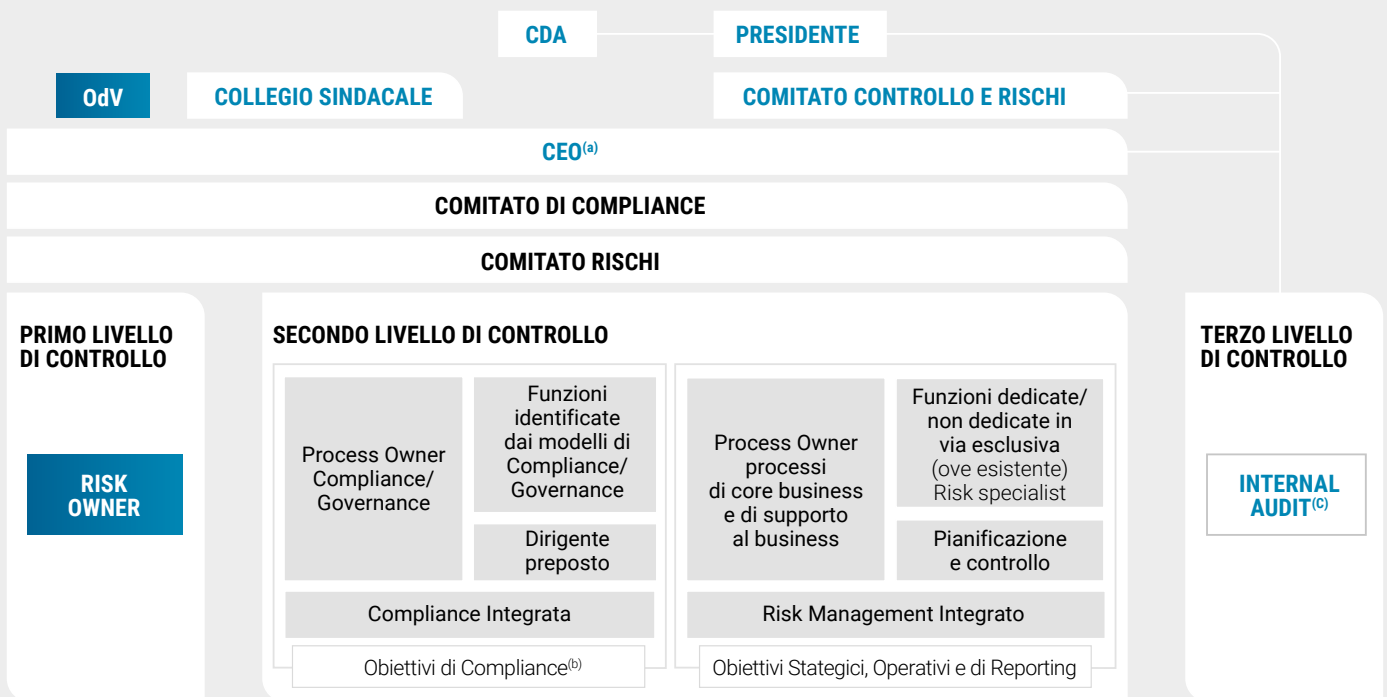 CDA
PRESIDENTE
OdV
COLLEGIO SINDACALE
COMITATO CONTROLLO E RISCHI
CEO(a)
COMITATO DI COMPLIANCE
COMITATO RISCHI
PRIMO LIVELLO
DI CONTROLLO
RISK
OWNER
SECONDO LIVELLO DI CONTROLLO
Process Owner
Compliance/
Governance
Funzioni
identificate
dai modelli di
Compliance/
Governance
Dirigente
preposto
Compliance Integrata
Obiettivi di Compliance(b)
Process Owner
processi
di core business
e di supporto
al business
Funzioni dedicate/
non dedicate in
via esclusiva
(ove esistente)
Risk specialist
Pianificazione
e controllo
Risk Management Integrato
Obiettivi Stategici, Operativi e di Reporting
TERZO LIVELLO
DI CONTROLLO
INTERNAL
AUDIT(C)